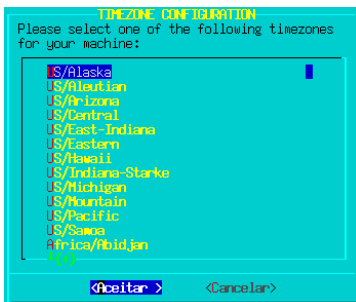 TIMEZONE CONFIGURATION
Please select one of the following timezones
for your machine:
US/Alaska
US/Aleutian
US/Arizona
US/Central
US/East-Indiana
US/Eastern
US/Hawaii
US/Indiana-Starke
US/Michigan
US/Mountain
US/Pacific
US/Samoa
Africa/Abidjan
(+)
<Aceitar > <Cancelar>